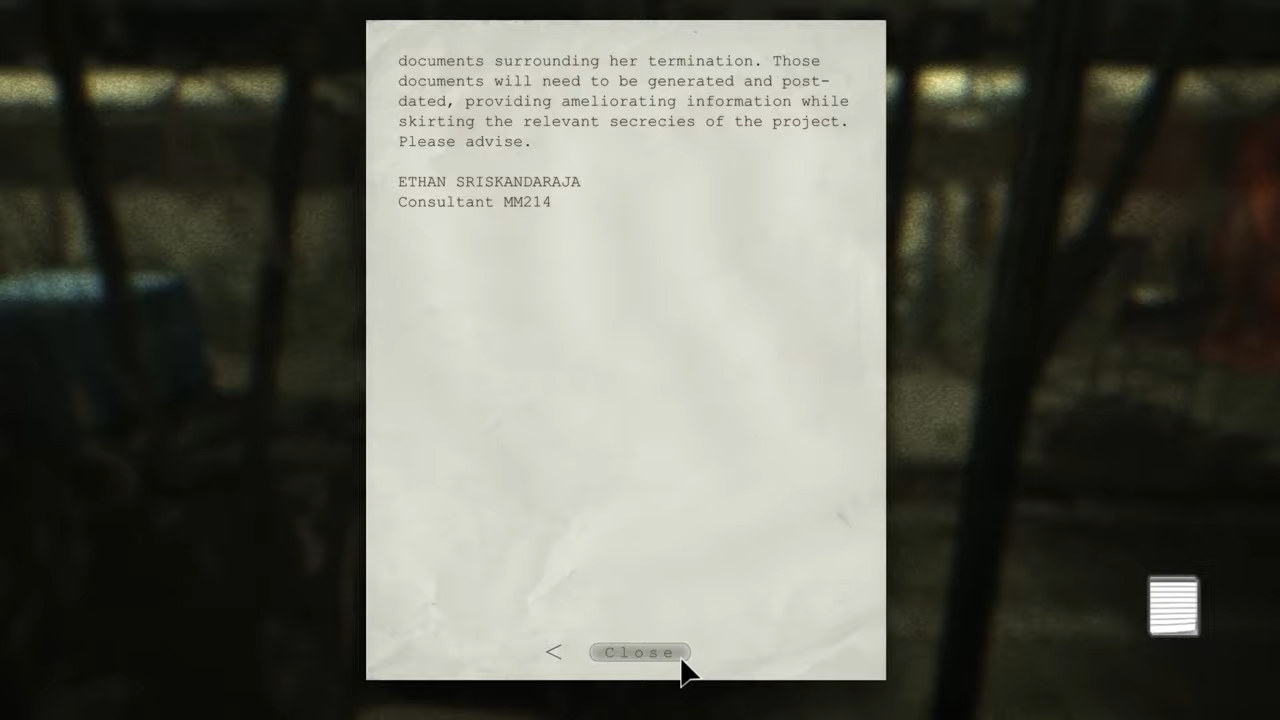 documents surrounding her termination. Those
documents will need to be generated and post-
dated, providing ameliorating information while
skirting the relevant secrecies of the project.
Please advise.
ETHAN SRISKANDARAJA
Consultant MM214
< Close